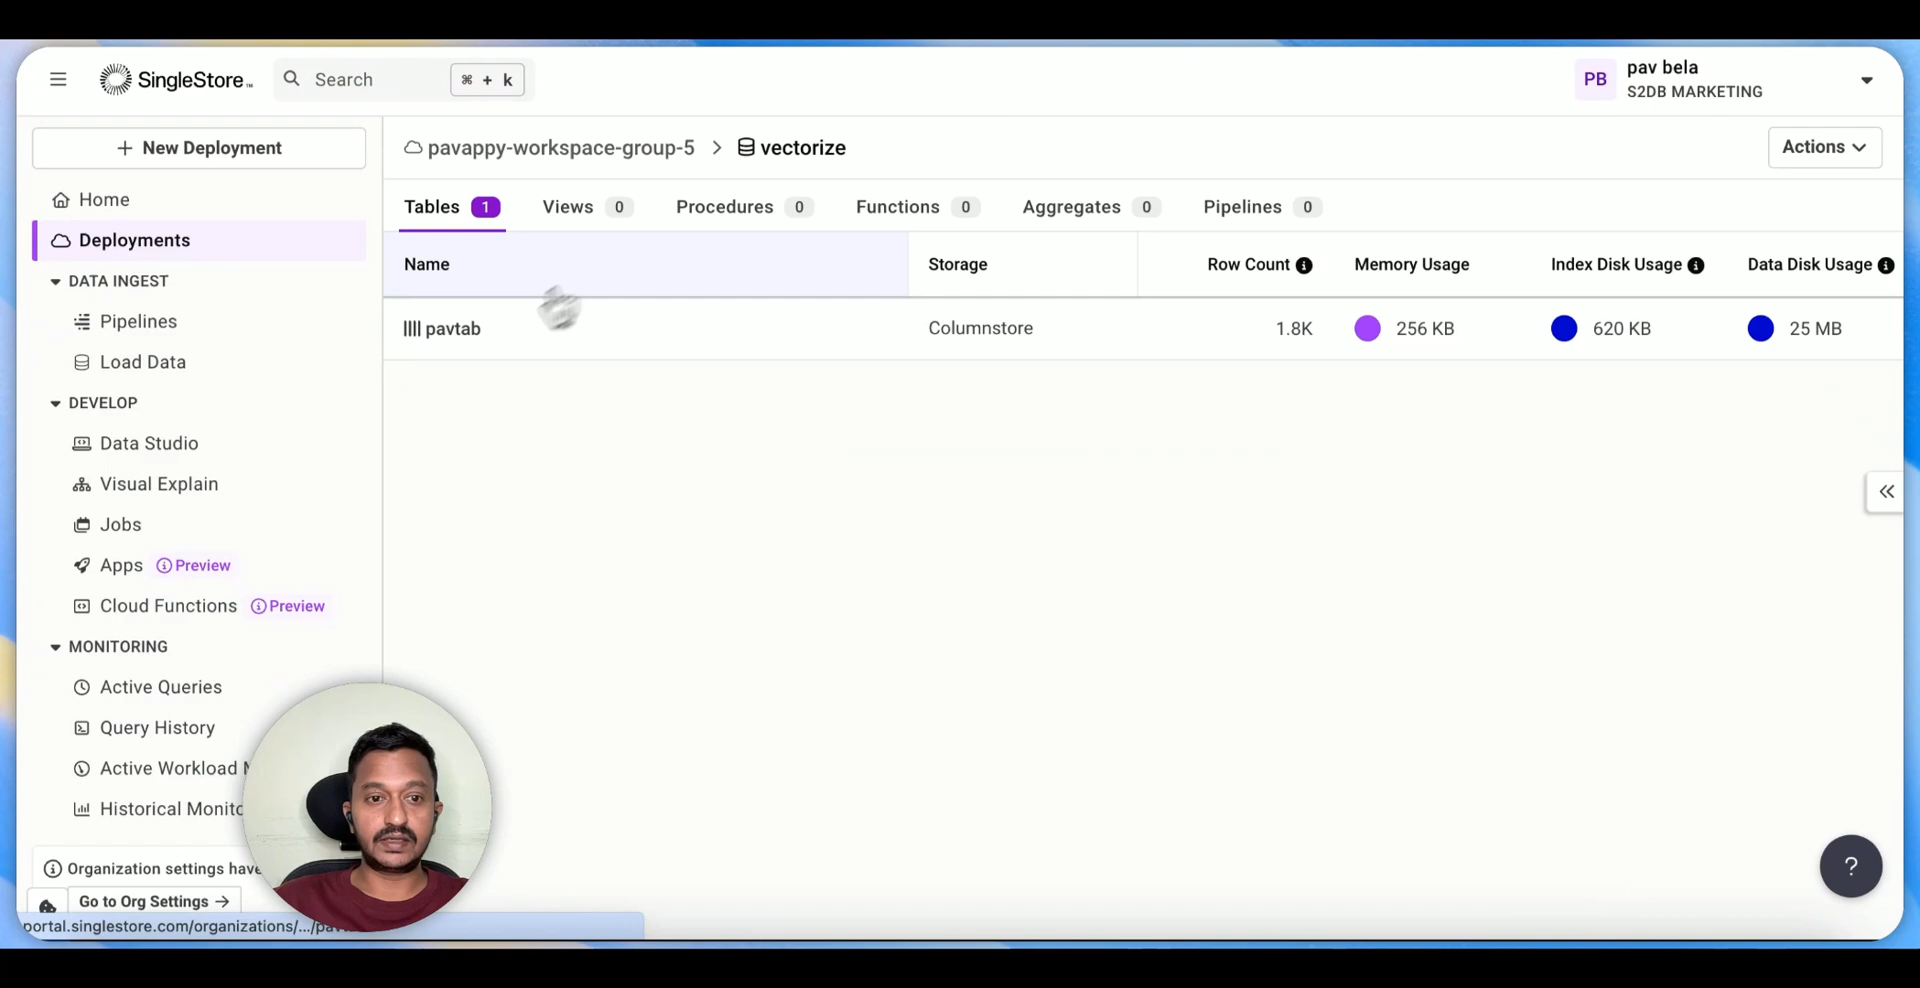 SingleStore™
Search
⌘ + k
PB
pav bela
S2DB MARKETING
+ New Deployment
Home
Deployments
DATA INGEST
Pipelines
Load Data
DEVELOP
Data Studio
Visual Explain
Jobs
Apps Preview
Cloud Functions Preview
MONITORING
Active Queries
Query History
Active Workload
Historical Monito
Organization settings have
Go to Org Settings →
portal.singlestore.com/organizations/.../pav
pavappy-workspace-group-5 > vectorize
Actions
Tables 1 Views 0 Procedures 0 Functions 0 Aggregates 0 Pipelines 0
Name Storage Row Count Memory Usage Index Disk Usage Data Disk Usage
pavtab Columnstore 1.8K 256 KB 620 KB 25 MB
?